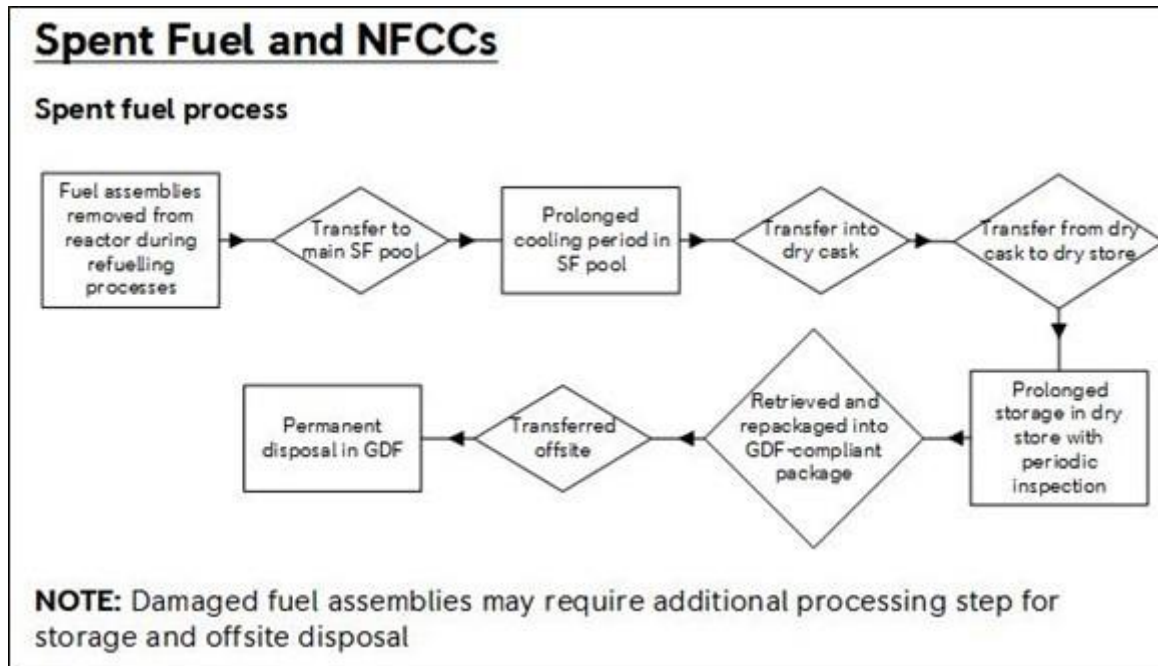 Spent Fuel and NFCCs
Spent fuel process
Fuel assemblies
removed from
reactor during
refuelling
processes
Transfer to
main SF pool
Prolonged
cooling period in
SF pool
Transfer into
dry cask
Transfer from dry
cask to dry store
Prolonged
storage in dry
store with
periodic
inspection
Retrieved and
repackaged into
GDF-compliant
package
Transferred
offsite
Permanent
disposal in GDF
NOTE: Damaged fuel assemblies may require additional processing step for
storage and offsite disposal